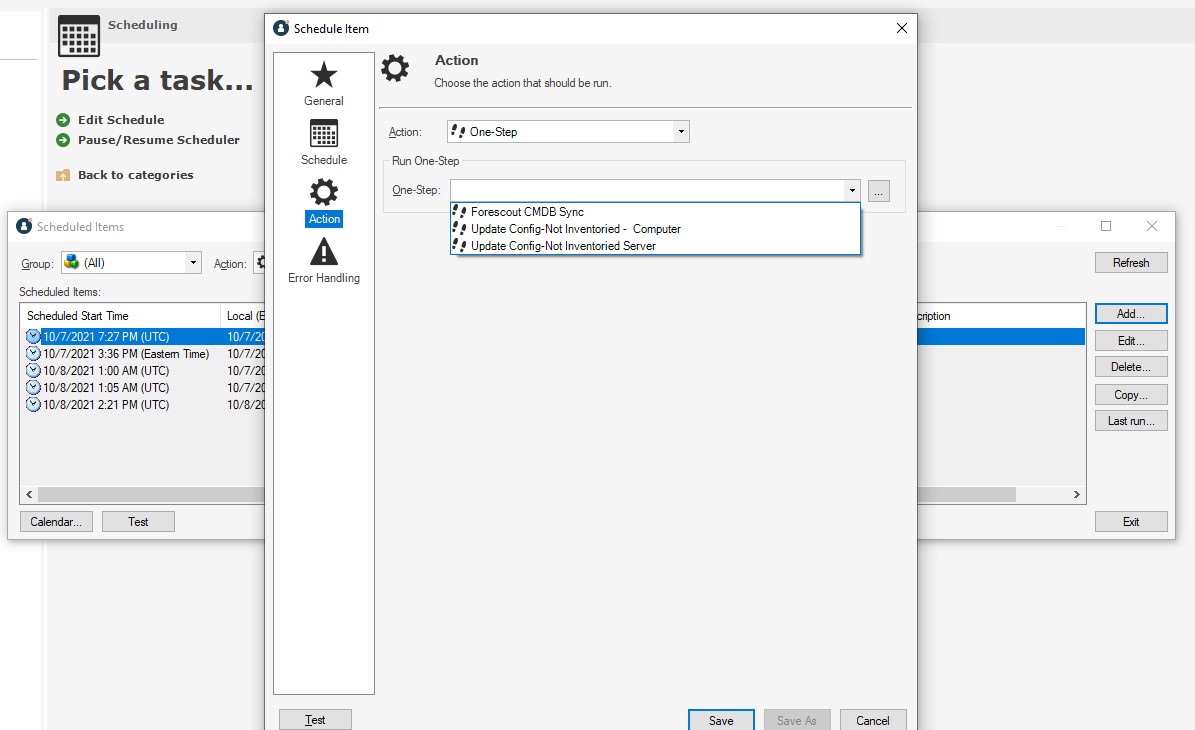 Scheduling
Pick a task...
Edit Schedule
Pause/Resume Scheduler
Back to categories
Scheduled Items
Group: (All) Action:
Refresh
Scheduled Items:
Scheduled Start Time Local (E cription
10/7/2021 7:27 PM (UTC) 10/7/20
10/7/2021 3:36 PM (Eastern Time) 10/7/20
10/8/2021 1:00 AM (UTC) 10/7/20
10/8/2021 1:05 AM (UTC) 10/7/20
10/8/2021 2:21 PM (UTC) 10/8/20
Add...
Edit...
Delete...
Copy...
Last run...
Calendar... Test
Exit
Schedule Item
General
Schedule
Action
Error Handling
Action
Choose the action that should be run.
Action: One-Step
Run One-Step
One-Step: ...
Forescout CMDB Sync
Update Config-Not Inventoried -  Computer
Update Config-Not Inventoried Server
Test Save Save As Cancel